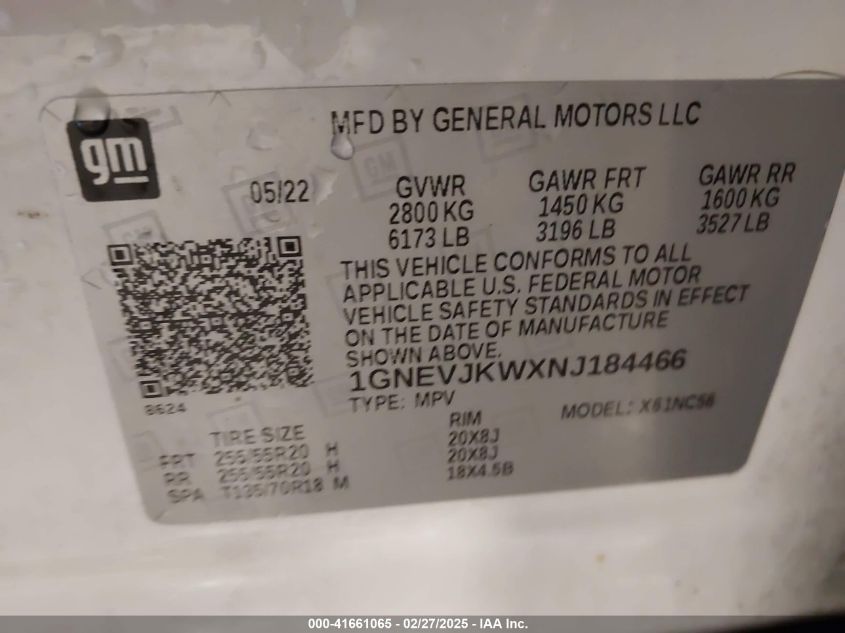 gm
MFD BY GENERAL MOTORS LLC
05/22
GVWR GAWR FRT GAWR RR
2800 KG 1450 KG 1600 KG
6173 LB 3196 LB 3527 LB
THIS VEHICLE CONFORMS TO ALL
APPLICABLE U.S. FEDERAL MOTOR
VEHICLE SAFETY STANDARDS IN EFFECT
ON THE DATE OF MANUFACTURE
SHOWN ABOVE.
1GNEVJKWXNJ184466
8624
TYPE: MPV MODEL: X61NC56
TIRE SIZE RIM
FRT 255/55R20 H 20X8J
RR 255/55R20 H 20X8J
SPA T135/70R18 M 18X4.5B
000-41661065 - 02/27/2025 - IAA Inc.